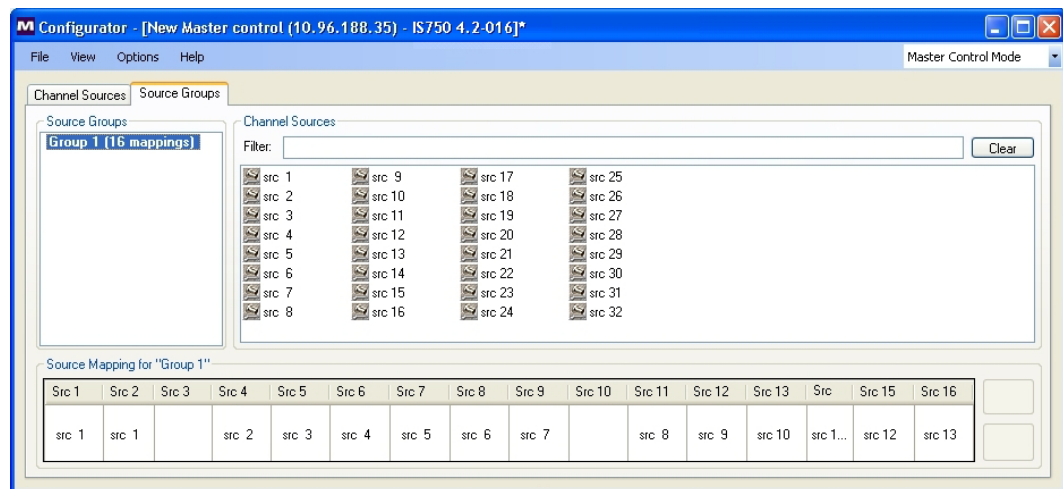 M Configurator - [New Master control (10.96.188.35) - IS750 4.2-016]*
File View Options Help Master Control Mode
Channel Sources Source Groups
Source Groups Channel Sources
Group 1 (16 mappings) Filter: Clear
src 1 src 9 src 17 src 25
src 2 src 10 src 18 src 26
src 3 src 11 src 19 src 27
src 4 src 12 src 20 src 28
src 5 src 13 src 21 src 29
src 6 src 14 src 22 src 30
src 7 src 15 src 23 src 31
src 8 src 16 src 24 src 32
Source Mapping for "Group 1"
Src 1 Src 2 Src 3 Src 4 Src 5 Src 6 Src 7 Src 8 Src 9 Src 10 Src 11 Src 12 Src 13 Src Src 15 Src 16
src 1 src 1 src 2 src 3 src 4 src 5 src 6 src 7 src 8 src 9 src 10 src 1... src 12 src 13